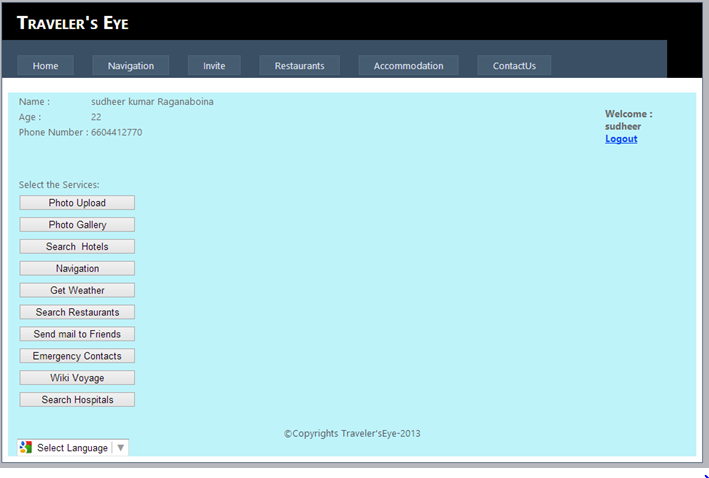 Traveler's Eye
Home Navigation Invite Restaurants Accommodation ContactUs
Name : sudheer kumar Raganaboina
Age : 22
Phone Number : 6604412770
Welcome :
sudheer
Logout
Select the Services:
Photo Upload
Photo Gallery
Search Hotels
Navigation
Get Weather
Search Restaurants
Send mail to Friends
Emergency Contacts
Wiki Voyage
Search Hospitals
©Copyrights Traveler'sEye-2013
Select Language ▼